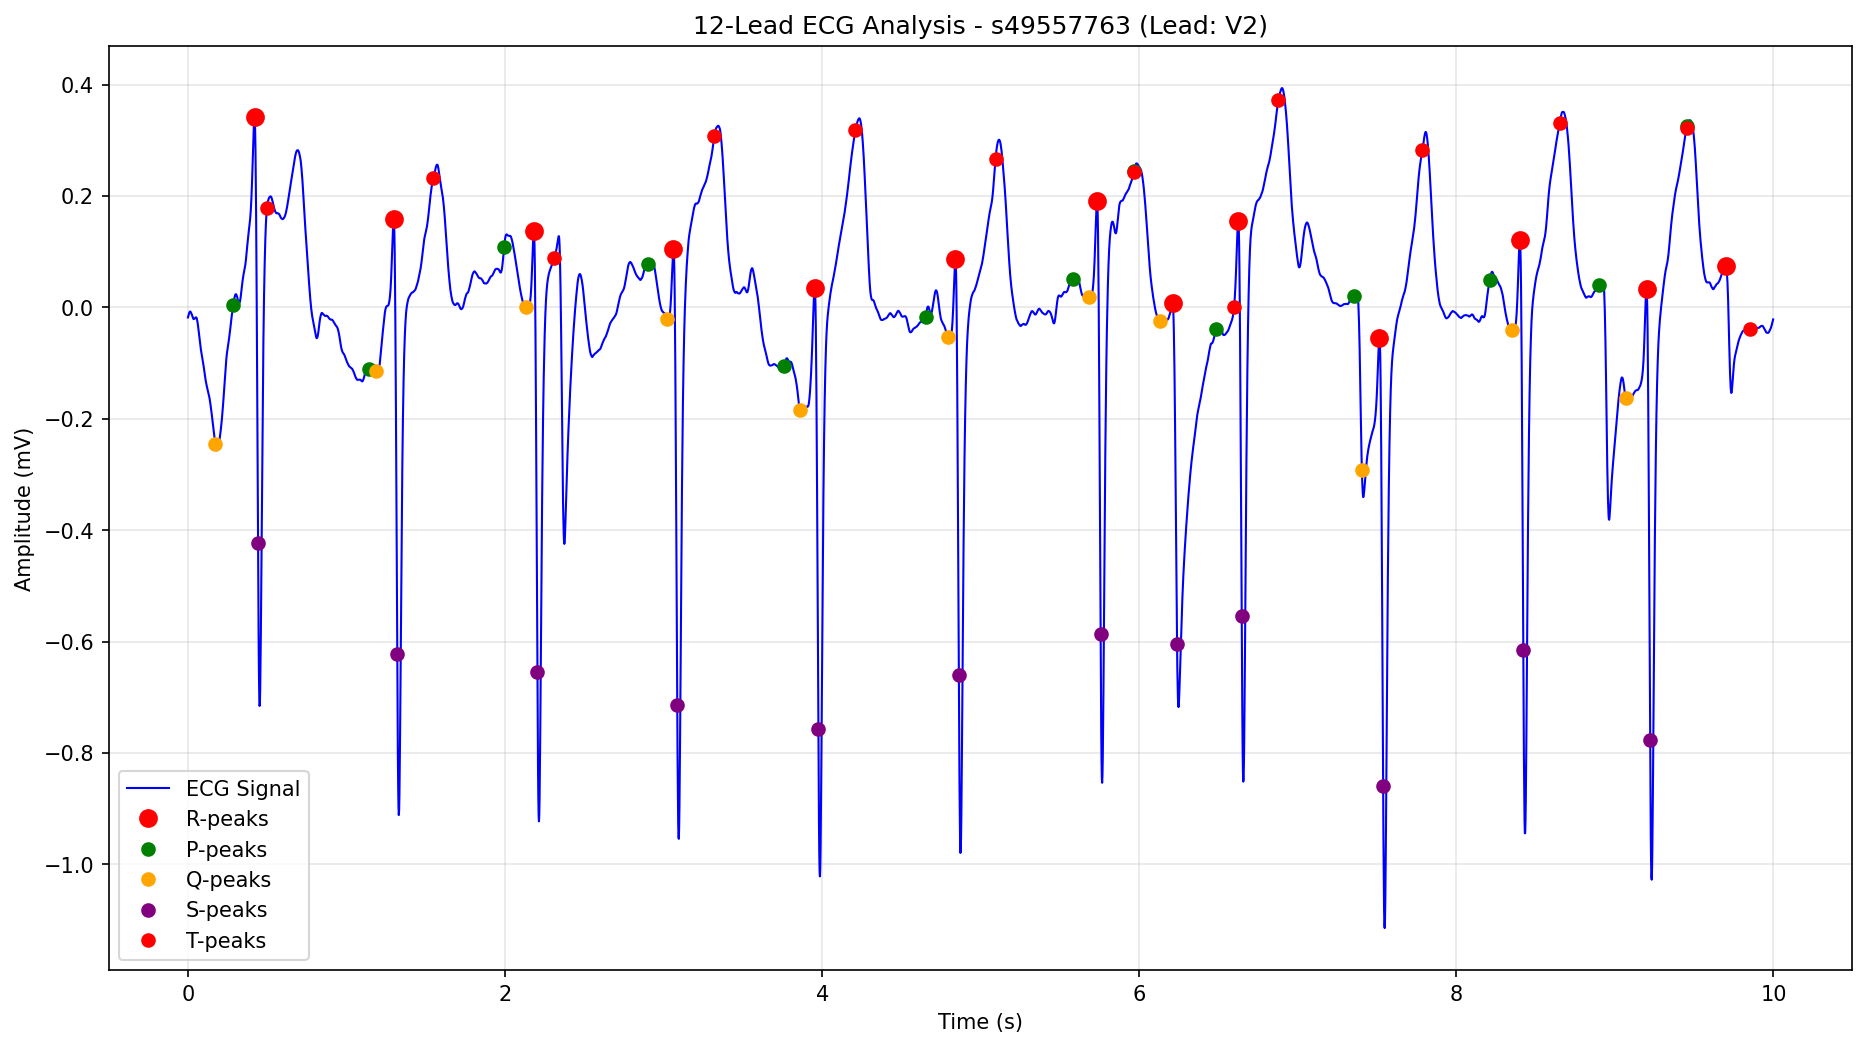 12-Lead ECG Analysis - s49557763 (Lead: V2)
Amplitude (mV)
0.4
0.2
0.0
−0.2
−0.4
−0.6
−0.8
−1.0
ECG Signal
R-peaks
P-peaks
Q-peaks
S-peaks
T-peaks
0 2 4 6 8 10
Time (s)